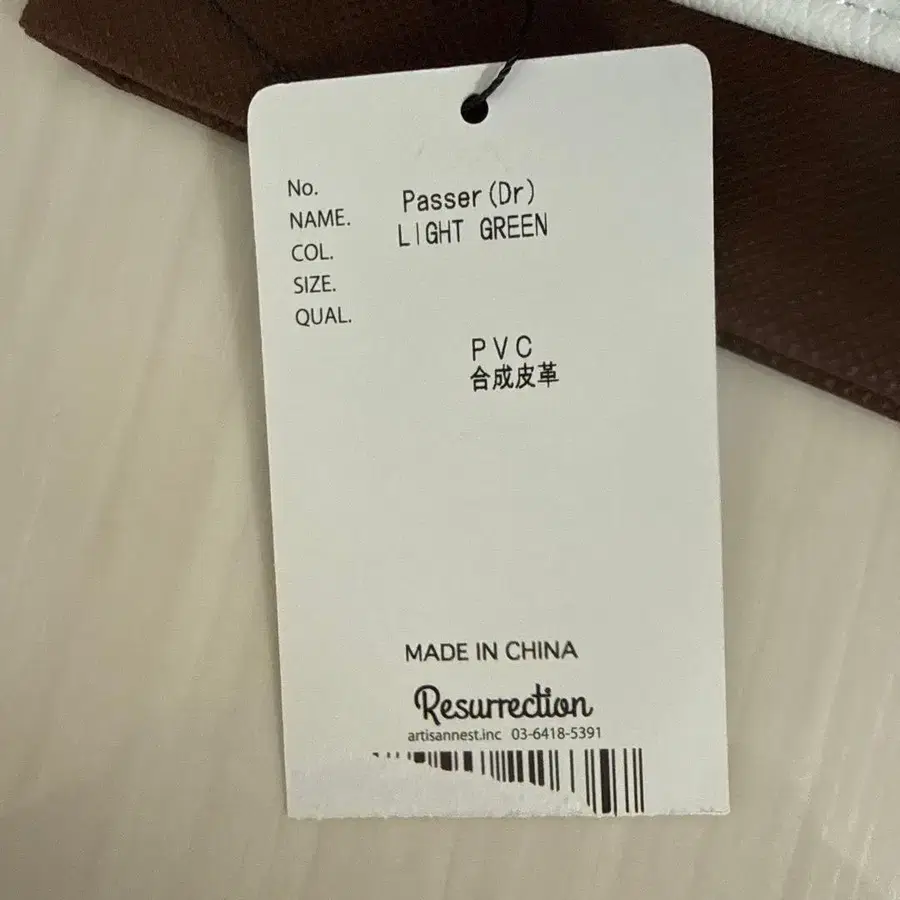 No.
NAME. Passer(Dr)
COL. LIGHT GREEN
SIZE.
QUAL.
PVC
合成皮革
MADE IN CHINA
Resurrection
artisannest.inc 03-6418-5391